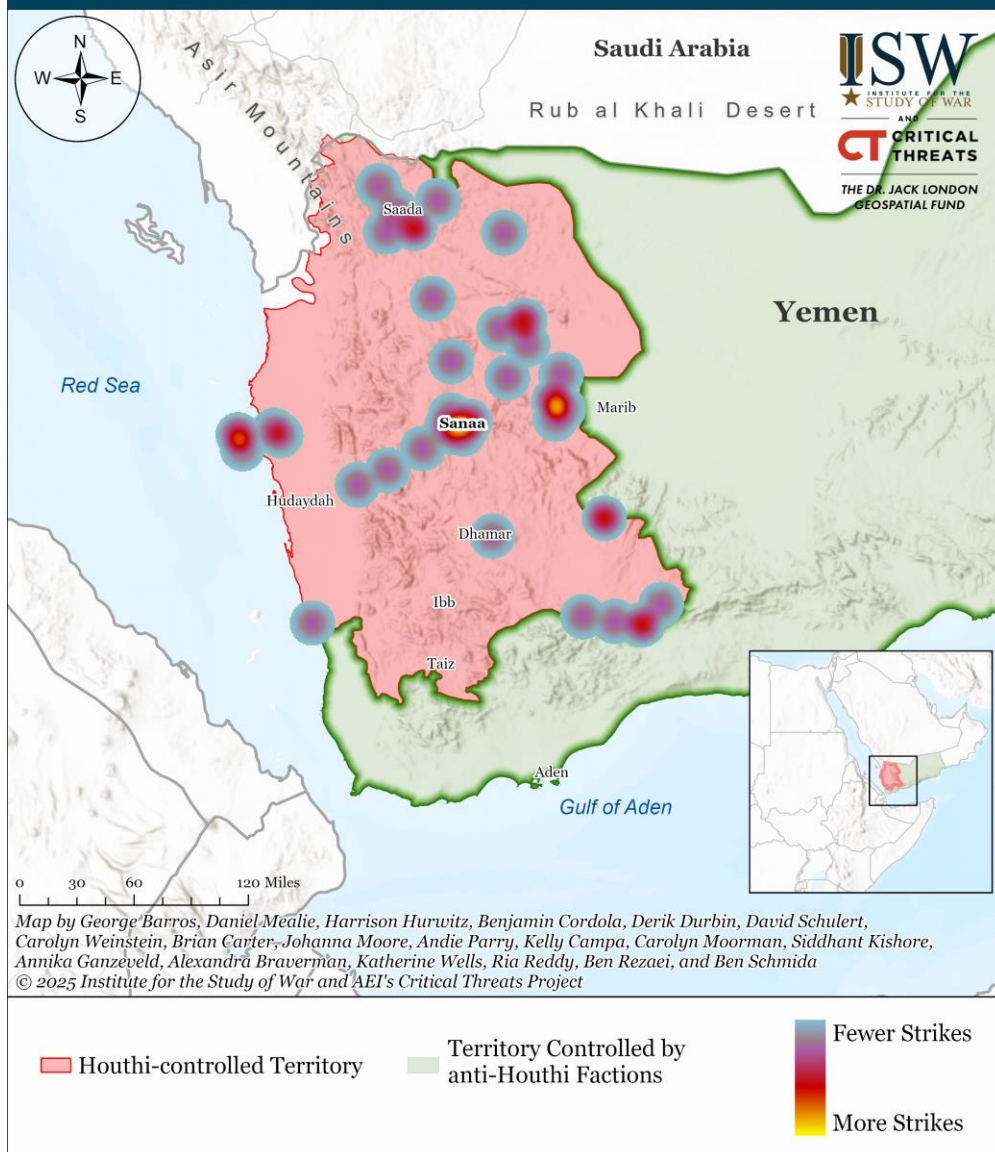 N
W
E
S
Asir Mountains
Saudi Arabia
Rub al Khali Desert
ISW
INSTITUTE FOR THE
STUDY OF WAR
AND
CT CRITICAL
THREATS
THE DR. JACK LONDON
GEOSPATIAL FUND
Saada
Yemen
Red Sea
Marib
Sanaa
Hudaydah
Dhamar
Ibb
Taiz
Aden
Gulf of Aden
0 30 60 120 Miles
Map by George Barros, Daniel Mealie, Harrison Hurwitz, Benjamin Cordola, Derik Durbin, David Schulert,
Carolyn Weinstein, Brian Carter, Johanna Moore, Andie Parry, Kelly Campa, Carolyn Moorman, Siddhant Kishore,
Annika Ganzeveld, Alexandra Braverman, Katherine Wells, Ria Reddy, Ben Rezaei, and Ben Schmida
© 2025 Institute for the Study of War and AEI's Critical Threats Project
Houthi-controlled Territory
Territory Controlled by
anti-Houthi Factions
Fewer Strikes
More Strikes